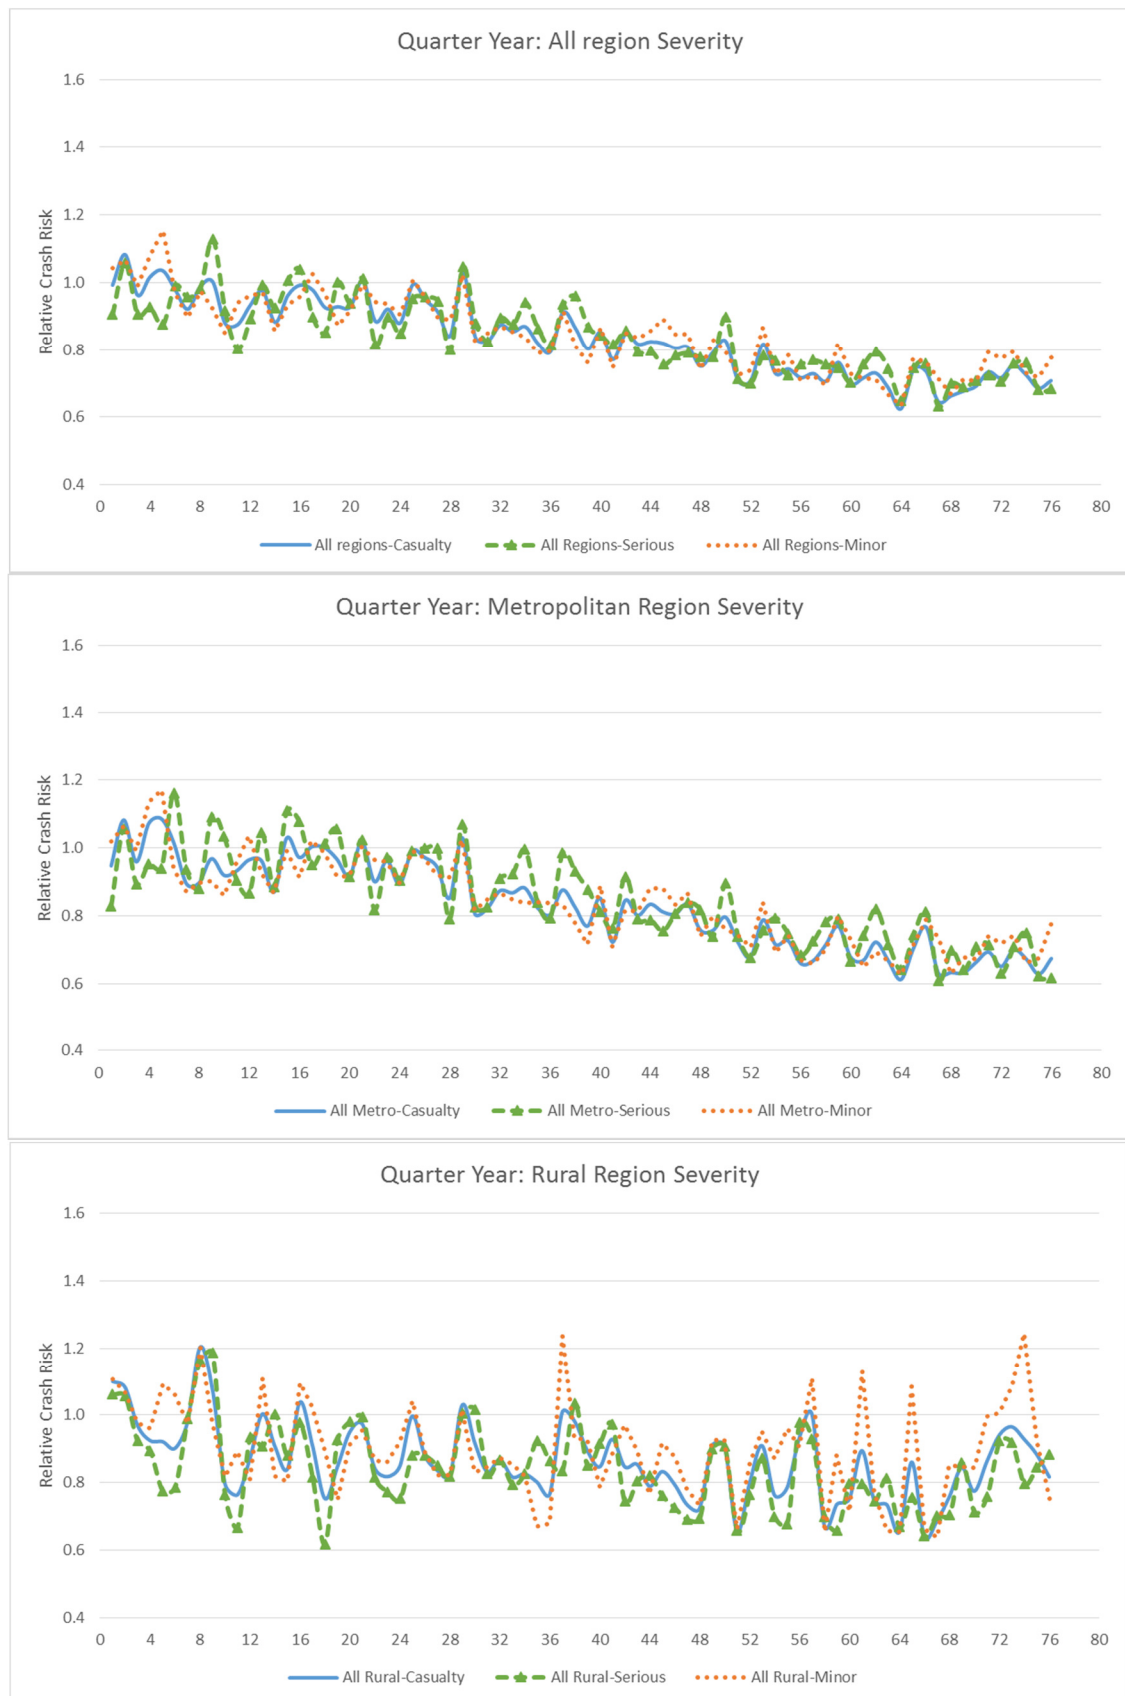 Quarter Year: All region Severity
1.6
1.4
1.2
1.0
0.8
0.6
0.4
Relative Crash Risk
0 4 8 12 16 20 24 28 32 36 40 44 48 52 56 60 64 68 72 76 80
All regions-Casualty All Regions-Serious All Regions-Minor
Quarter Year: Metropolitan Region Severity
1.6
1.4
1.2
1.0
0.8
0.6
0.4
Relative Crash Risk
0 4 8 12 16 20 24 28 32 36 40 44 48 52 56 60 64 68 72 76 80
All Metro-Casualty All Metro-Serious All Metro-Minor
Quarter Year: Rural Region Severity
1.6
1.4
1.2
1.0
0.8
0.6
0.4
Relative Crash Risk
0 4 8 12 16 20 24 28 32 36 40 44 48 52 56 60 64 68 72 76 80
All Rural-Casualty All Rural-Serious All Rural-Minor